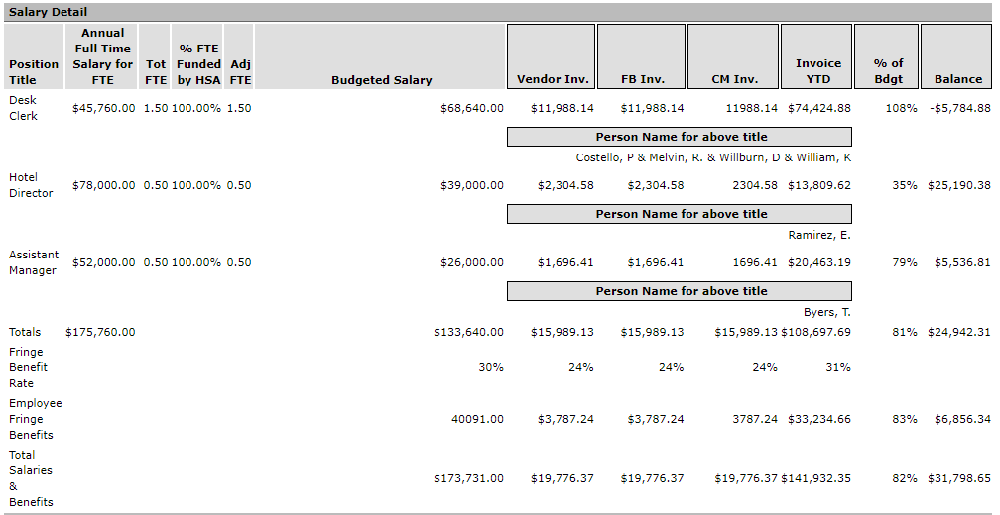 Salary Detail
Position Title Annual Full Time Salary for FTE Tot FTE % FTE Funded by HSA Adj FTE Budgeted Salary Vendor Inv. FB Inv. CM Inv. Invoice YTD % of Bdgt Balance
Desk Clerk $45,760.00 1.50 100.00% 1.50 $68,640.00 $11,988.14 $11,988.14 11988.14 $74,424.88 108% -$5,784.88
Person Name for above title
Costello, P & Melvin, R. & Willburn, D & William, K
Hotel Director $78,000.00 0.50 100.00% 0.50 $39,000.00 $2,304.58 $2,304.58 2304.58 $13,809.62 35% $25,190.38
Person Name for above title
Ramirez, E.
Assistant Manager $52,000.00 0.50 100.00% 0.50 $26,000.00 $1,696.41 $1,696.41 1696.41 $20,463.19 79% $5,536.81
Person Name for above title
Byers, T.
Totals $175,760.00 $133,640.00 $15,989.13 $15,989.13 $15,989.13 $108,697.69 81% $24,942.31
Fringe Benefit Rate 30% 24% 24% 24% 31%
Employee Fringe Benefits 40091.00 $3,787.24 $3,787.24 3787.24 $33,234.66 83% $6,856.34
Total Salaries & Benefits $173,731.00 $19,776.37 $19,776.37 $19,776.37 $141,932.35 82% $31,798.65